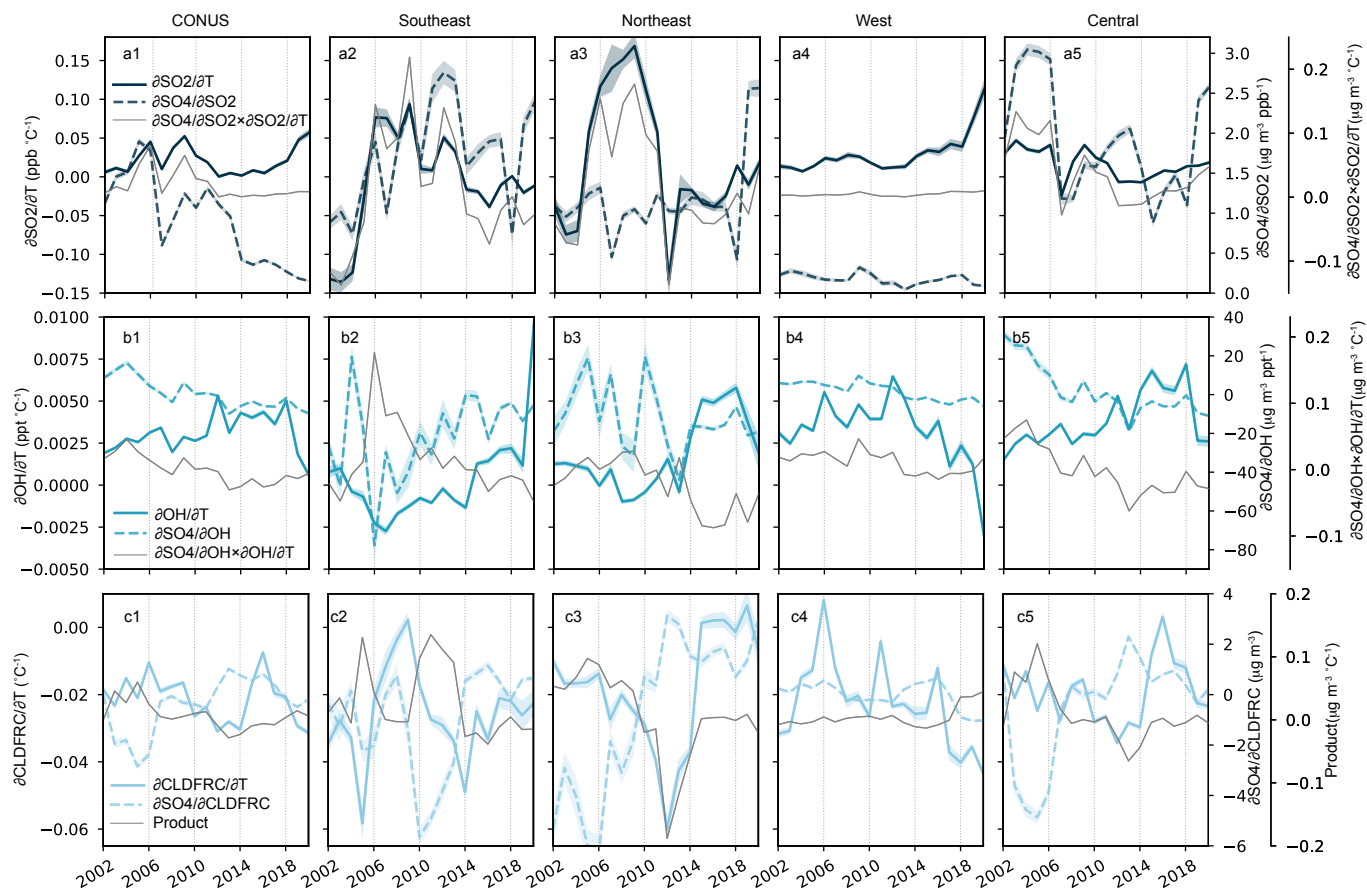 CONUS Southeast Northeast West Central
a1 a2 a3 a4 a5
∂SO2/∂T (ppb °C⁻¹)
0.15
0.10
0.05
0.00
−0.05
−0.10
−0.15
∂SO2/∂T
∂SO4/∂SO2
∂SO4/∂SO2×∂SO2/∂T
3.0
2.5
2.0
1.5
1.0
0.5
0.0
∂SO4/∂SO2 (μg m⁻³ ppb⁻¹)
0.2
0.1
0.0
−0.1
∂SO4/∂SO2×∂SO2/∂T (μg m⁻³ °C⁻¹)
b1 b2 b3 b4 b5
∂OH/∂T (ppt °C⁻¹)
0.0100
0.0075
0.0050
0.0025
0.0000
−0.0025
−0.0050
∂OH/∂T
∂SO4/∂OH
∂SO4/∂OH×∂OH/∂T
40
20
0
−20
−40
−60
−80
∂SO4/∂OH (μg m⁻³ ppt⁻¹)
0.2
0.1
0.0
−0.1
∂SO4/∂OH×∂OH/∂T(μg m⁻³ °C⁻¹)
c1 c2 c3 c4 c5
∂CLDFRC/∂T (°C⁻¹)
0.00
−0.02
−0.04
−0.06
∂CLDFRC/∂T
∂SO4/∂CLDFRC
Product
4
2
0
−2
−4
−6
∂SO4/∂CLDFRC (μg m⁻³)
0.2
0.1
0.0
−0.1
−0.2
Product(μg m⁻³ °C⁻¹)
2002 2006 2010 2014 2018 2002 2006 2010 2014 2018 2002 2006 2010 2014 2018 2002 2006 2010 2014 2018 2002 2006 2010 2014 2018